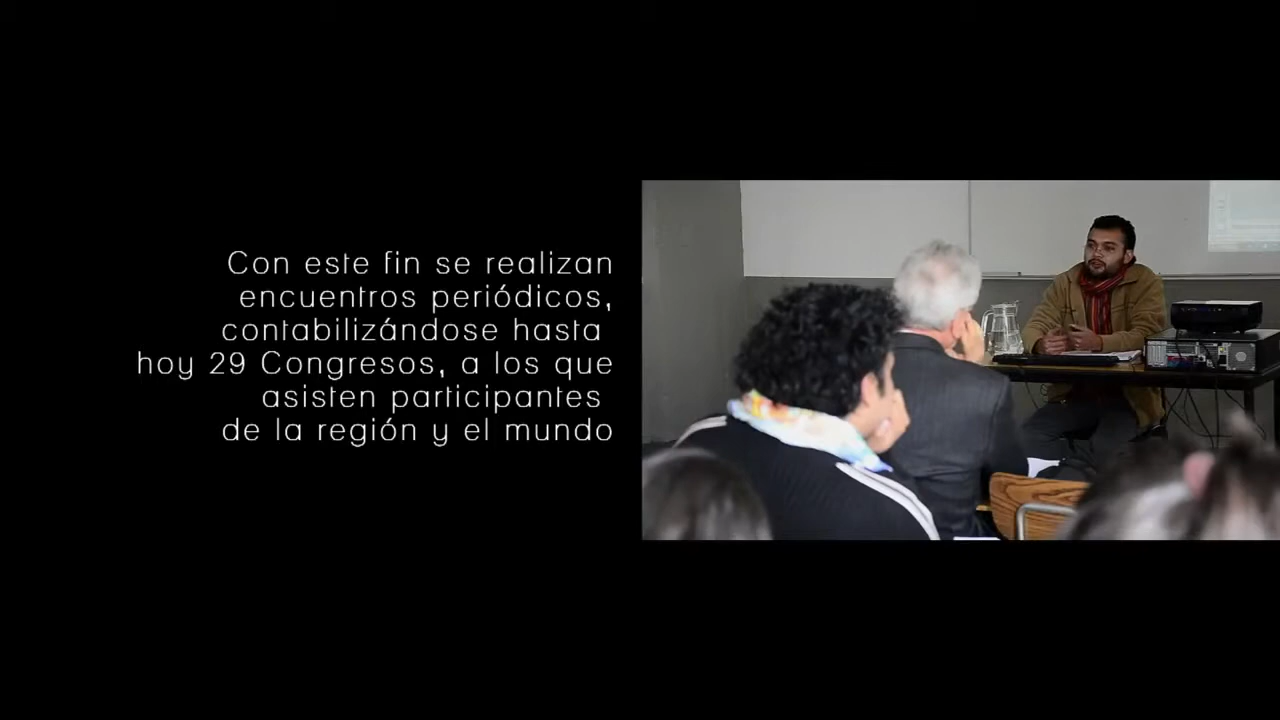 Con este fin se realizan
encuentros periódicos,
contabilizándose hasta
hoy 29 Congresos, a los que
asisten participantes
de la región y el mundo